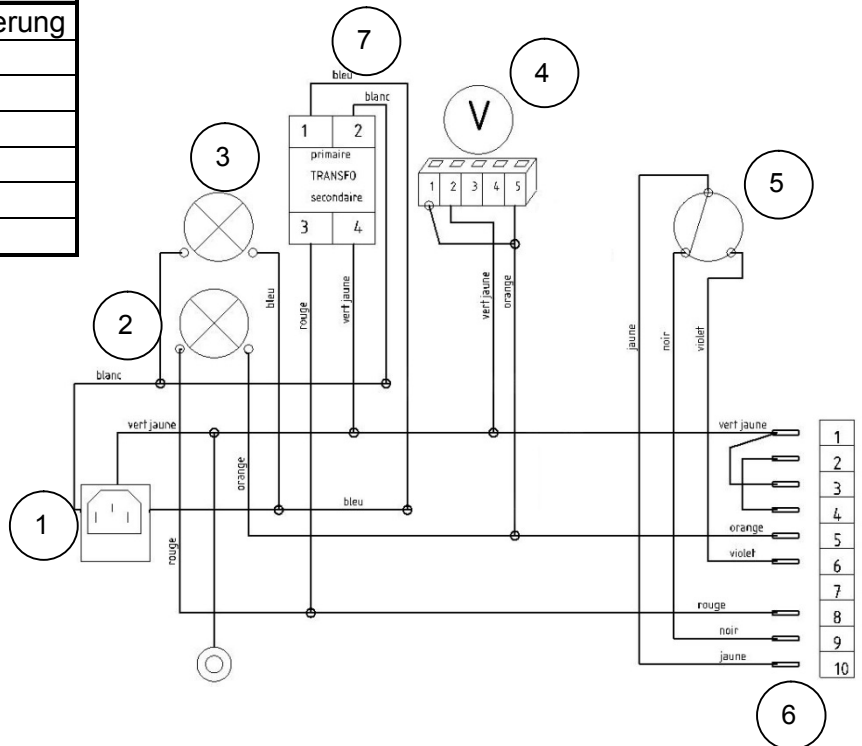 erung
7
4
bleu
blanc
V
1 2
primaire
TRANSFO
secondaire
3 4
1 2 3 4 5
3
5
2
bleu
rouge
vert jaune
vert jaune
orange
jaune
noir
violet
blanc
vert jaune
vert jaune
1
2
orange
3
1
bleu
4
orange
5
rouge
violet
6
7
rouge
8
noir
9
jaune
10
6